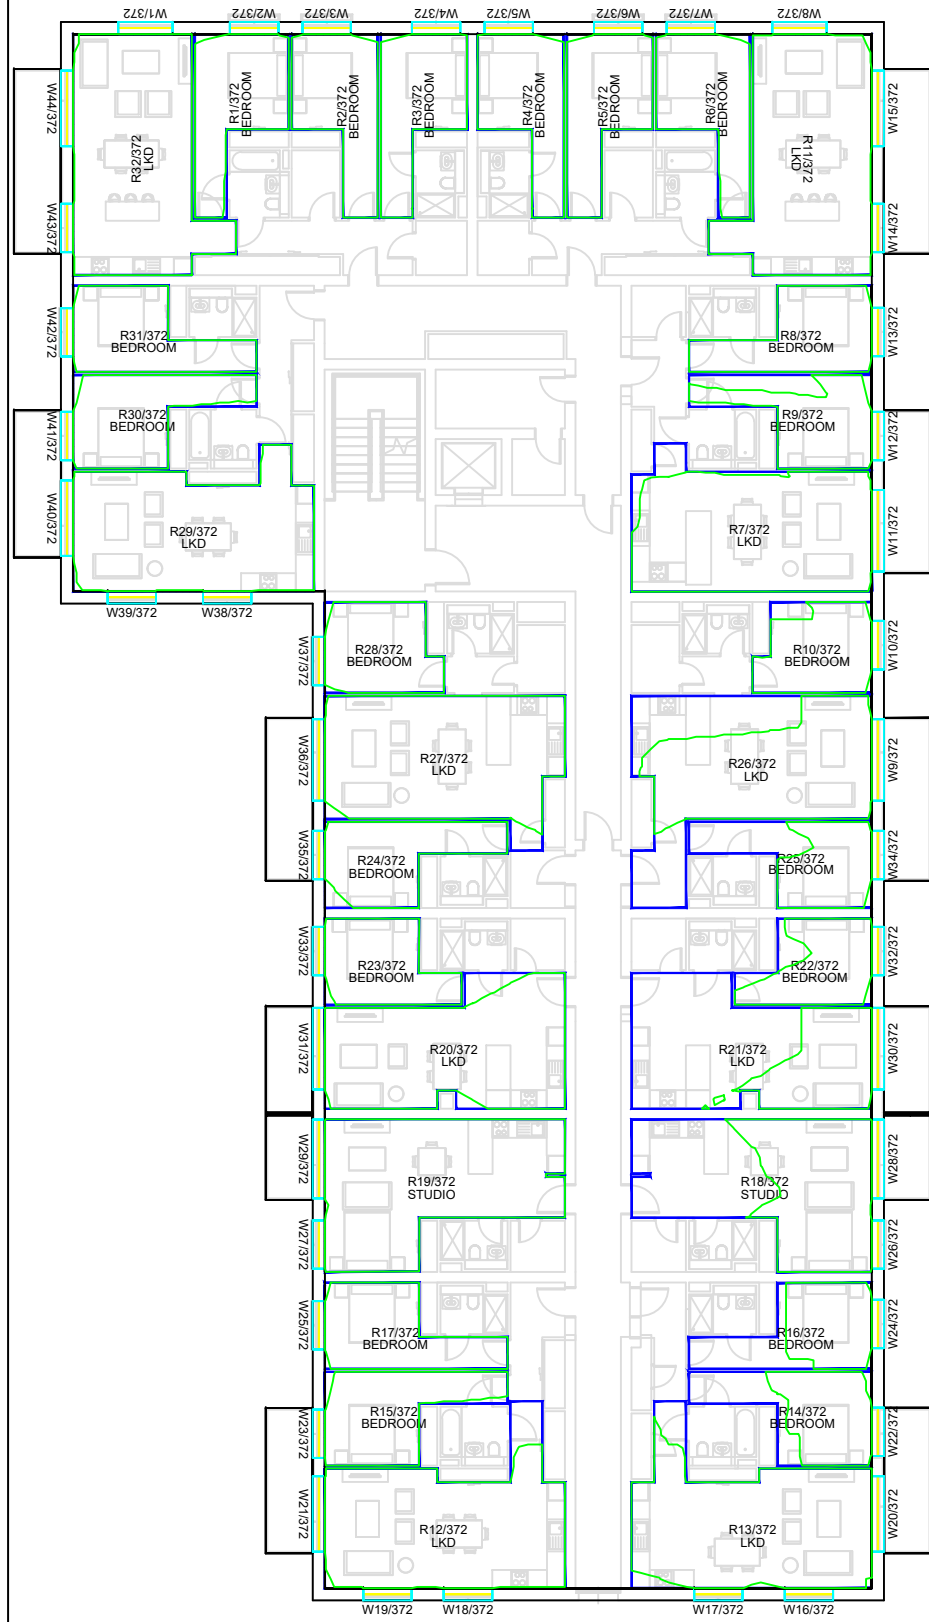 W1/372
W2/372
W3/372
W4/372
W5/372
W6/372
W7/372
W8/372
W44/372
W43/372
R32/372
LKD
R1/372
BEDROOM
R2/372
BEDROOM
R3/372
BEDROOM
R4/372
BEDROOM
R5/372
BEDROOM
R6/372
BEDROOM
R11/372
LKD
W15/372
W14/372
W42/372
R31/372
BEDROOM
R8/372
BEDROOM
W13/372
W41/372
R30/372
BEDROOM
R9/372
BEDROOM
W12/372
W40/372
R29/372
LKD
R7/372
LKD
W11/372
W39/372
W38/372
W37/372
R28/372
BEDROOM
R10/372
BEDROOM
W10/372
W36/372
R27/372
LKD
R26/372
LKD
W9/372
W35/372
R24/372
BEDROOM
R25/372
BEDROOM
W34/372
W33/372
R23/372
BEDROOM
R22/372
BEDROOM
W32/372
W31/372
R20/372
LKD
R21/372
LKD
W30/372
W29/372
R19/372
STUDIO
R18/372
STUDIO
W28/372
W27/372
W26/372
W25/372
R17/372
BEDROOM
R16/372
BEDROOM
W24/372
W23/372
R15/372
BEDROOM
R14/372
BEDROOM
W22/372
W21/372
R12/372
LKD
R13/372
LKD
W20/372
W19/372
W18/372
W17/372
W16/372